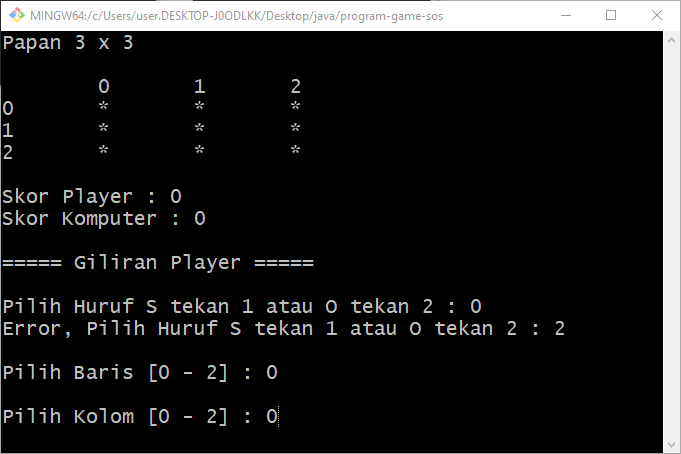 MINGW64:/c/Users/user.DESKTOP-J0ODLKK/Desktop/java/program-game-sos
Papan 3 x 3
0 1 2
0 * * *
1 * * *
2 * * *
Skor Player : 0
Skor Komputer : 0
===== Giliran Player =====
Pilih Huruf S tekan 1 atau O tekan 2 : 0
Error, Pilih Huruf S tekan 1 atau O tekan 2 : 2
Pilih Baris [0 - 2] : 0
Pilih Kolom [0 - 2] : 0